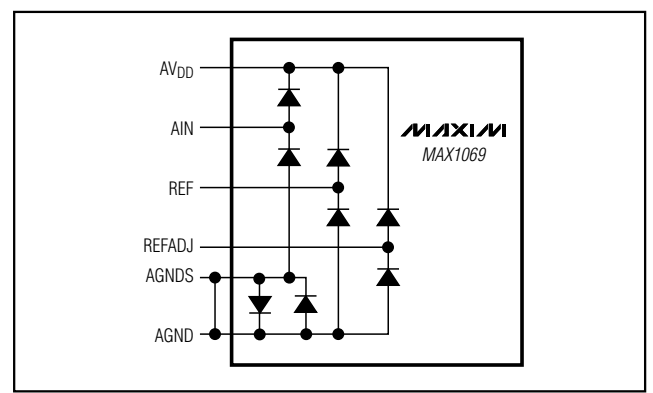 AVDD
AIN
REF
REFADJ
AGNDS
AGND
MAXIM
MAX1069